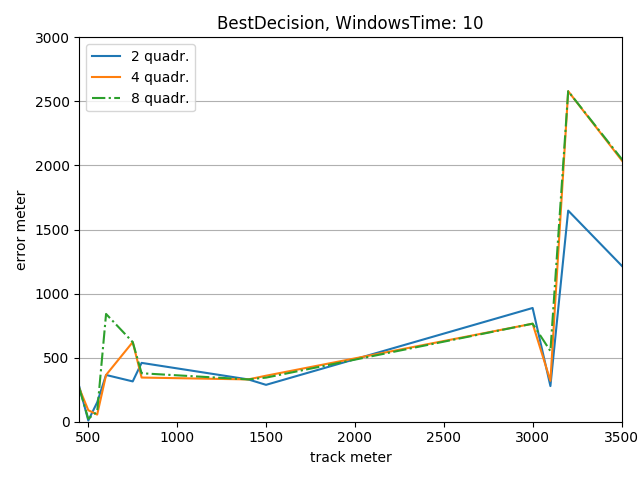 BestDecision, WindowsTime: 10
2 quadr.
4 quadr.
8 quadr.
error meter
3000
2500
2000
1500
1000
500
0
500 1000 1500 2000 2500 3000 3500
track meter